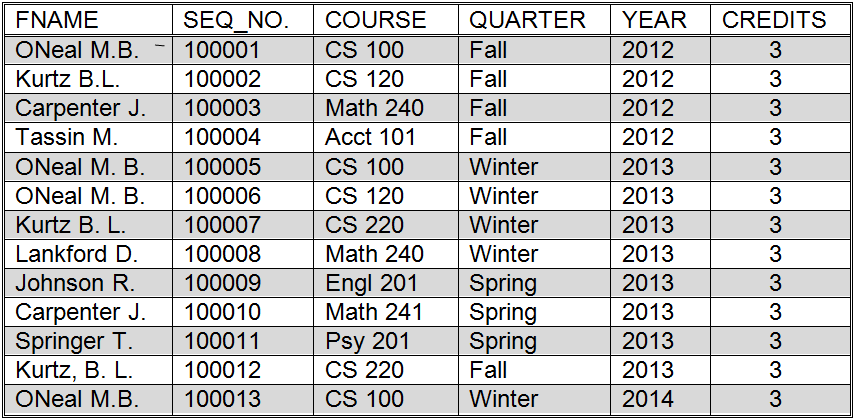 FNAME SEQ_NO. COURSE QUARTER YEAR CREDITS
ONeal M.B. 100001 CS 100 Fall 2012 3
Kurtz B.L. 100002 CS 120 Fall 2012 3
Carpenter J. 100003 Math 240 Fall 2012 3
Tassin M. 100004 Acct 101 Fall 2012 3
ONeal M. B. 100005 CS 100 Winter 2013 3
ONeal M. B. 100006 CS 120 Winter 2013 3
Kurtz B. L. 100007 CS 220 Winter 2013 3
Lankford D. 100008 Math 240 Winter 2013 3
Johnson R. 100009 Engl 201 Spring 2013 3
Carpenter J. 100010 Math 241 Spring 2013 3
Springer T. 100011 Psy 201 Spring 2013 3
Kurtz, B. L. 100012 CS 220 Fall 2013 3
ONeal M.B. 100013 CS 100 Winter 2014 3